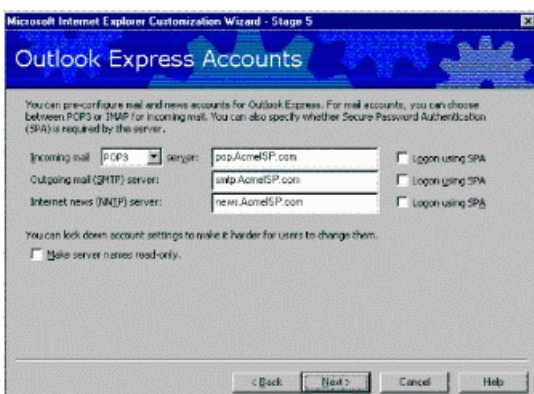 Microsoft Internet Explorer Customization Wizard - Stage 5
Outlook Express Accounts
You can pre-configure mail and news accounts for Outlook Express. For mail accounts, you can choose
between POP3 or IMAP for incoming mail. You can also specify whether Secure Password Authentication
(SPA) is required by the server.
Incoming mail POP3 server: pop.AcmeISP.com Logon using SPA
Outgoing mail (SMTP) server: smtp.AcmeISP.com Logon using SPA
Internet news (NNTP) server: news.AcmeISP.com Logon using SPA
You can lock down account settings to make it harder for users to change them.
Make server names read-only.
< Back Next > Cancel Help